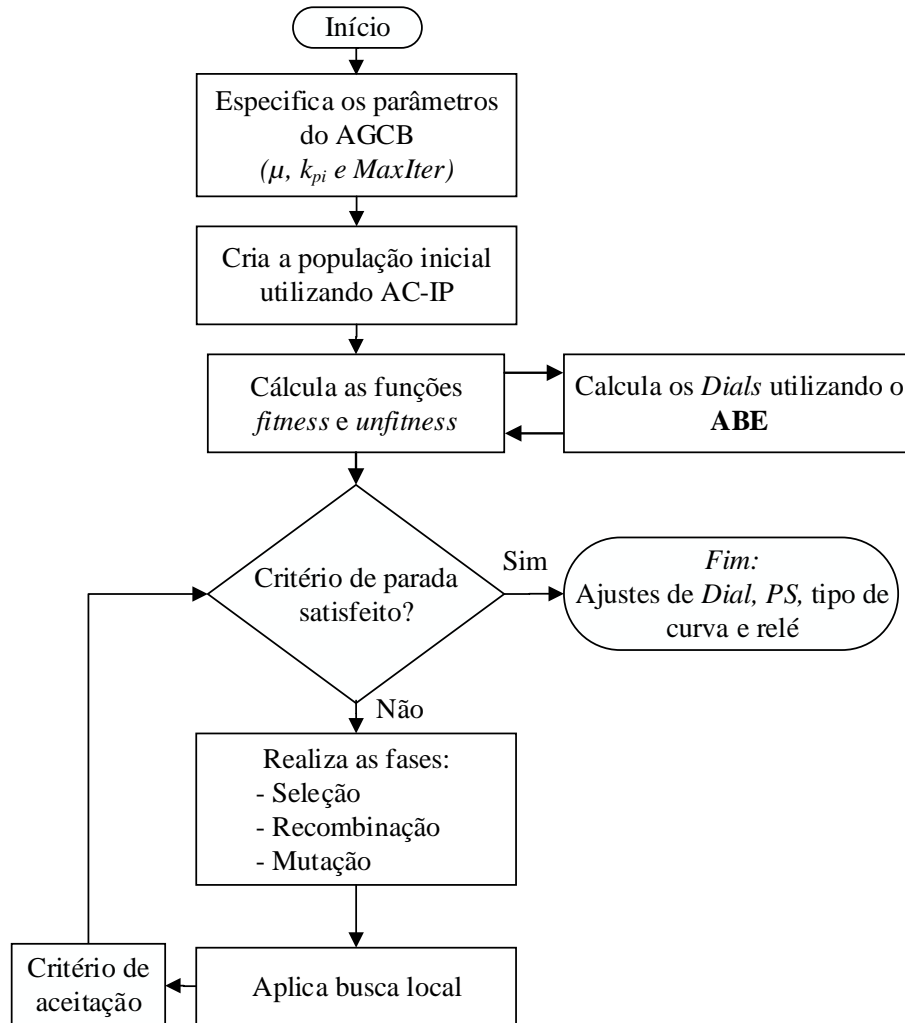 Início
Especifica os parâmetros
do AGCB
(μ, kpi e MaxIter)
Cria a população inicial
utilizando AC-IP
Cálcula as funções
fitness e unfitness
Calcula os Dials utilizando o
ABE
Critério de parada
satisfeito?
Sim
Fim:
Ajustes de Dial, PS, tipo de
curva e relé
Não
Realiza as fases:
- Seleção
- Recombinação
- Mutação
Critério de
aceitação
Aplica busca local